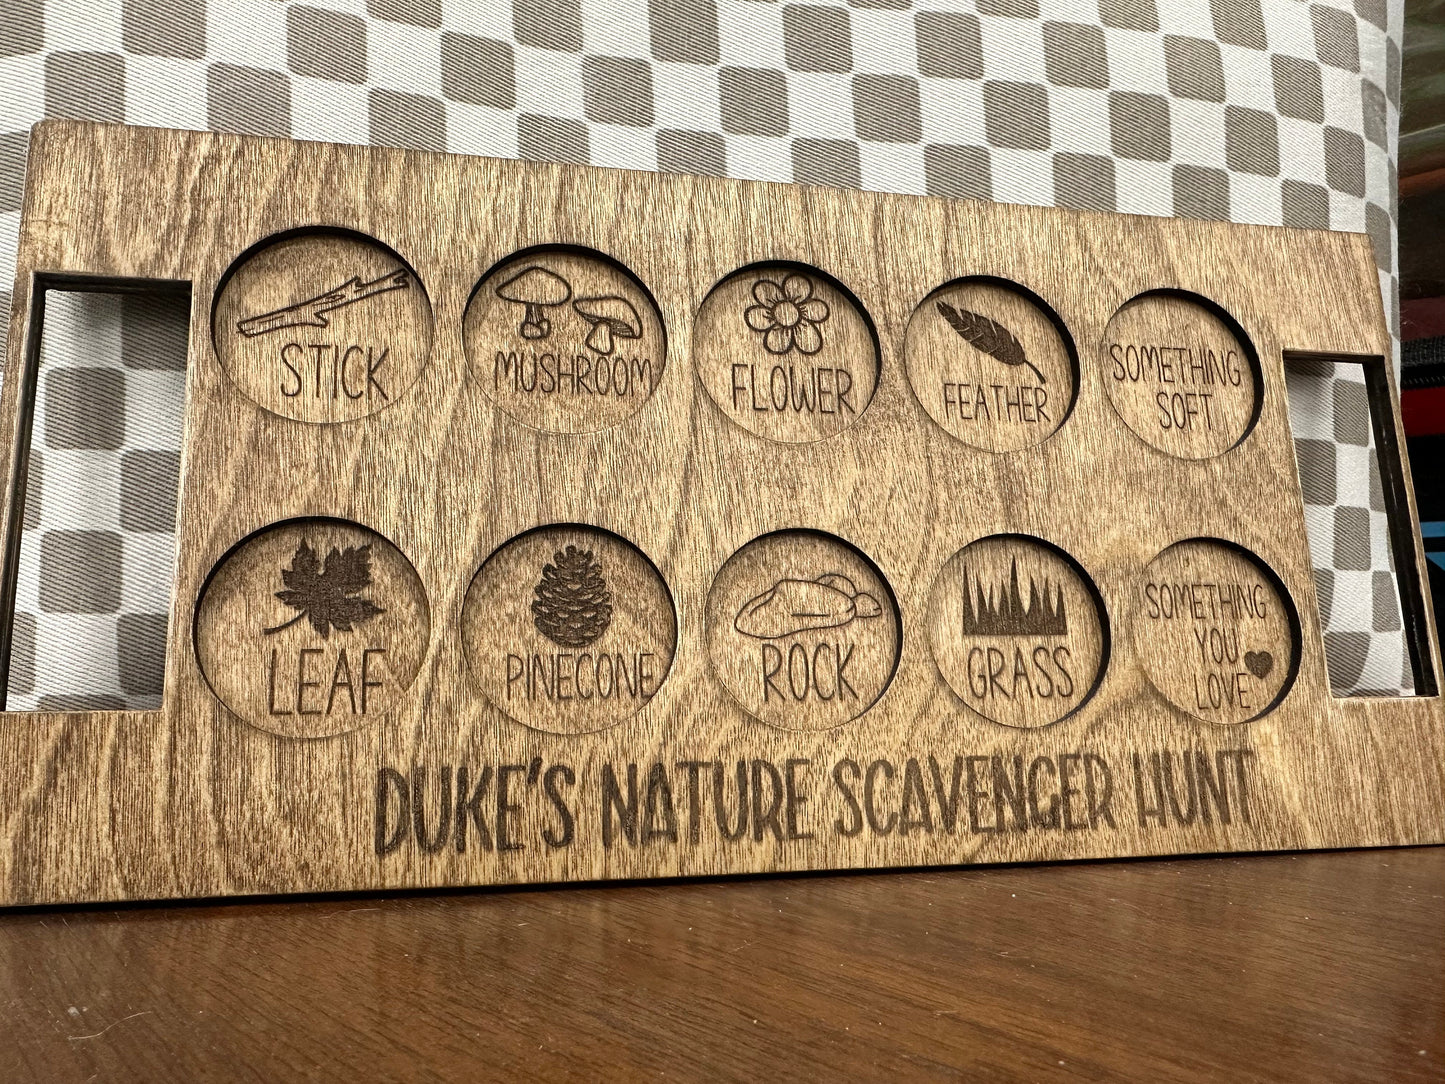 STICK
MUSHROOM
FLOWER
FEATHER
SOMETHING
SOFT
LEAF
PINECONE
ROCK
GRASS
SOMETHING
YOU
LOVE
DUKE'S NATURE SCAVENGER HUNT